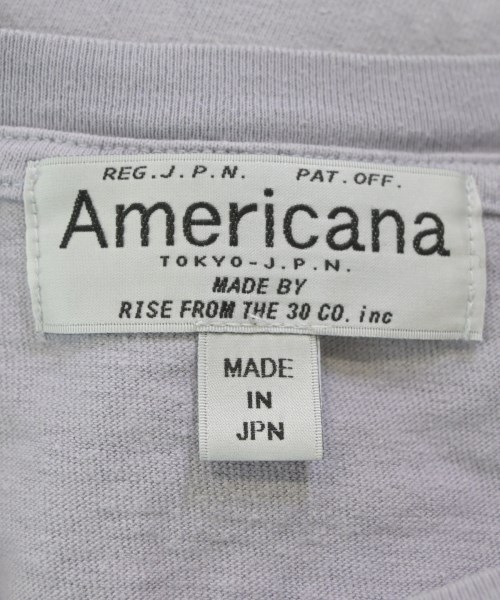 REG.J.P.N. PAT.OFF.
Americana
TOKYO-J.P.N.
MADE BY
RISE FROM THE 30 CO. inc
MADE
IN
JPN